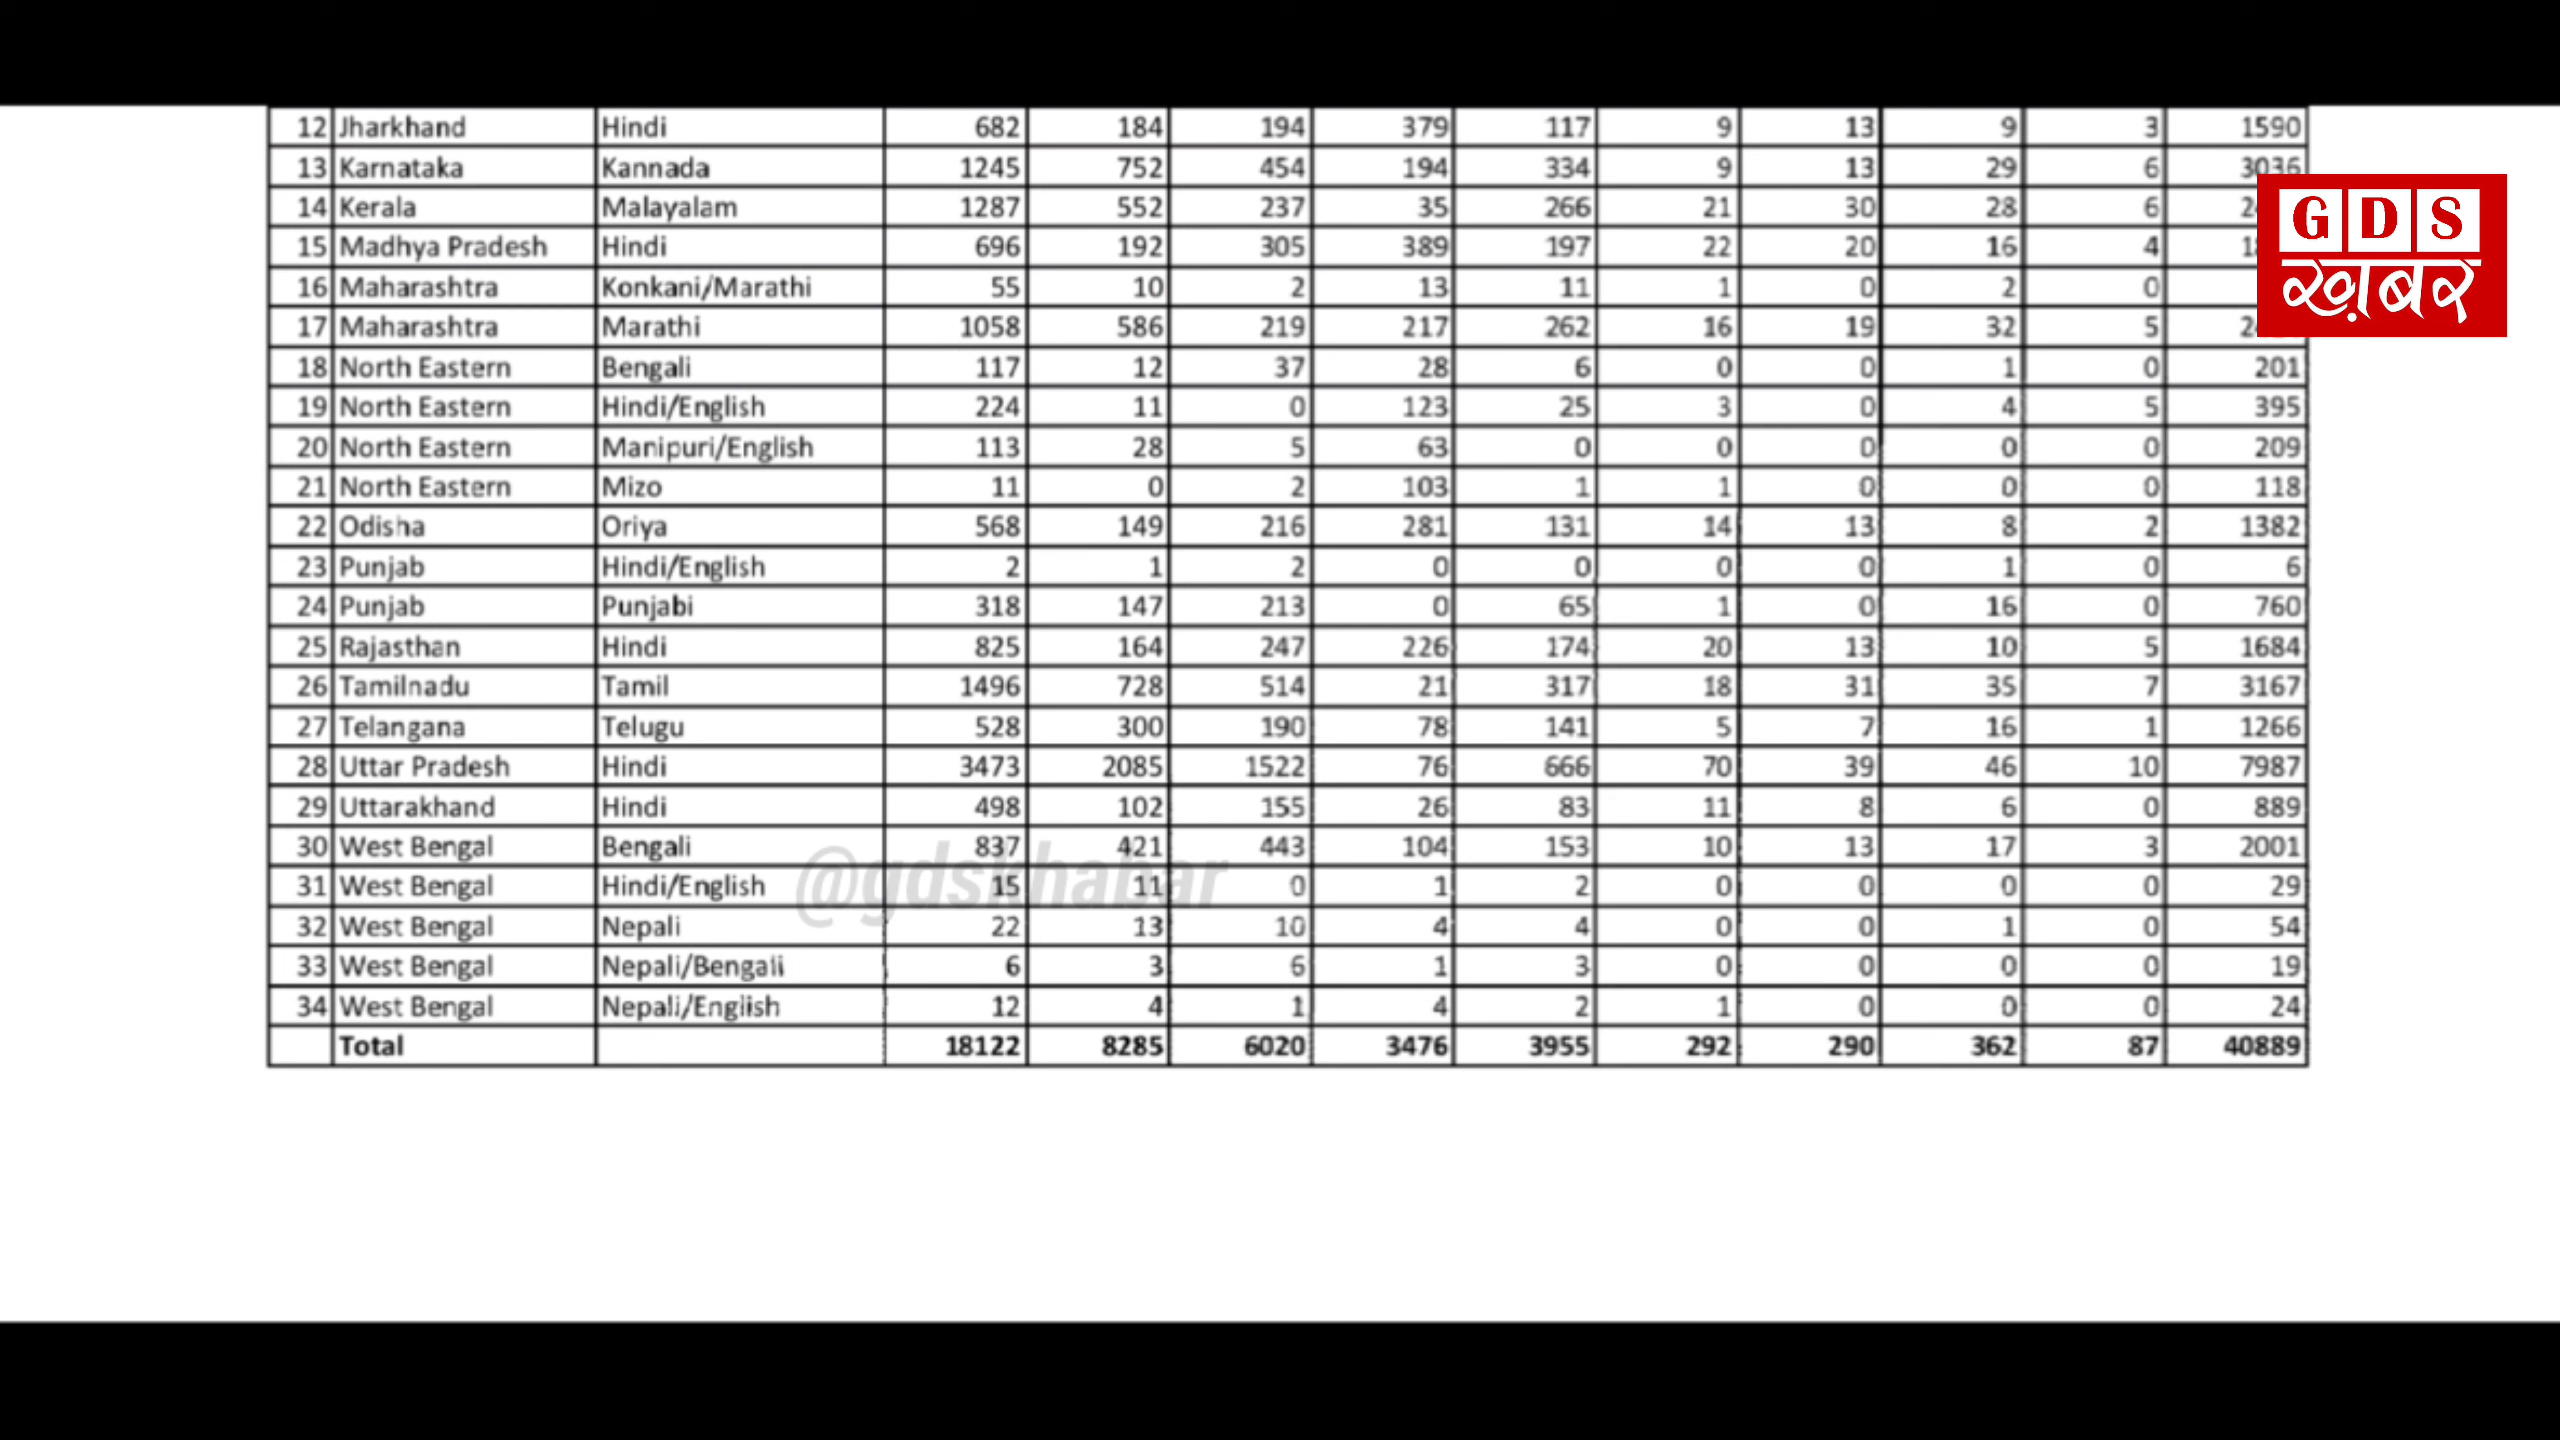 12 Jharkhand Hindi 682 184 194 379 117 9 13 9 3 1590
13 Karnataka Kannada 1245 752 454 194 334 9 13 29 6 3036
14 Kerala Malayalam 1287 552 237 35 266 21 30 28 6
15 Madhya Pradesh Hindi 696 192 305 389 197 22 20 16 4
16 Maharashtra Konkani/Marathi 55 10 2 13 11 1 0 2 0
17 Maharashtra Marathi 1058 586 219 217 262 16 19 32 5
GDS
ख़बर
18 North Eastern Bengali 117 12 37 28 6 0 0 1 0 201
19 North Eastern Hindi/English 224 11 0 123 25 3 0 4 5 395
20 North Eastern Manipuri/English 113 28 5 63 0 0 0 0 0 209
21 North Eastern Mizo 11 0 2 103 1 1 0 0 0 118
22 Odisha Oriya 568 149 216 281 131 14 13 8 2 1382
23 Punjab Hindi/English 2 1 2 0 0 0 0 1 0 6
24 Punjab Punjabi 318 147 213 0 65 1 0 16 0 760
25 Rajasthan Hindi 825 164 247 226 174 20 13 10 5 1684
26 Tamilnadu Tamil 1496 728 514 21 317 18 31 35 7 3167
27 Telangana Telugu 528 300 190 78 141 5 7 16 1 1266
28 Uttar Pradesh Hindi 3473 2085 1522 76 666 70 39 46 10 7987
29 Uttarakhand Hindi 498 102 155 26 83 11 8 6 0 889
30 West Bengal Bengali 837 421 443 104 153 10 13 17 3 2001
@gdskhabar
31 West Bengal Hindi/English 15 11 0 1 2 0 0 0 0 29
32 West Bengal Nepali 22 13 10 4 4 0 0 1 0 54
33 West Bengal Nepali/Bengali 6 3 6 1 3 0 0 0 0 19
34 West Bengal Nepali/English 12 4 1 4 2 1 0 0 0 24
Total 18122 8285 6020 3476 3955 292 290 362 87 40889